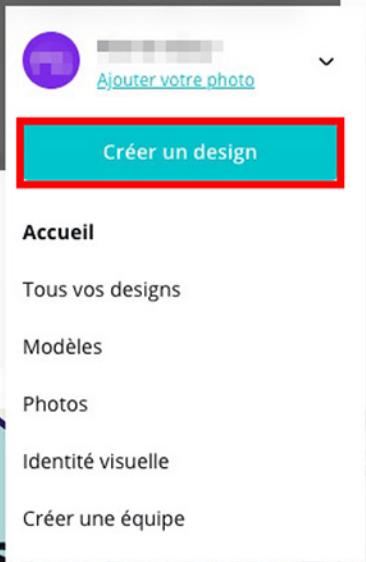 Ajouter votre photo
Créer un design
Accueil
Tous vos designs
Modèles
Photos
Identité visuelle
Créer une équipe